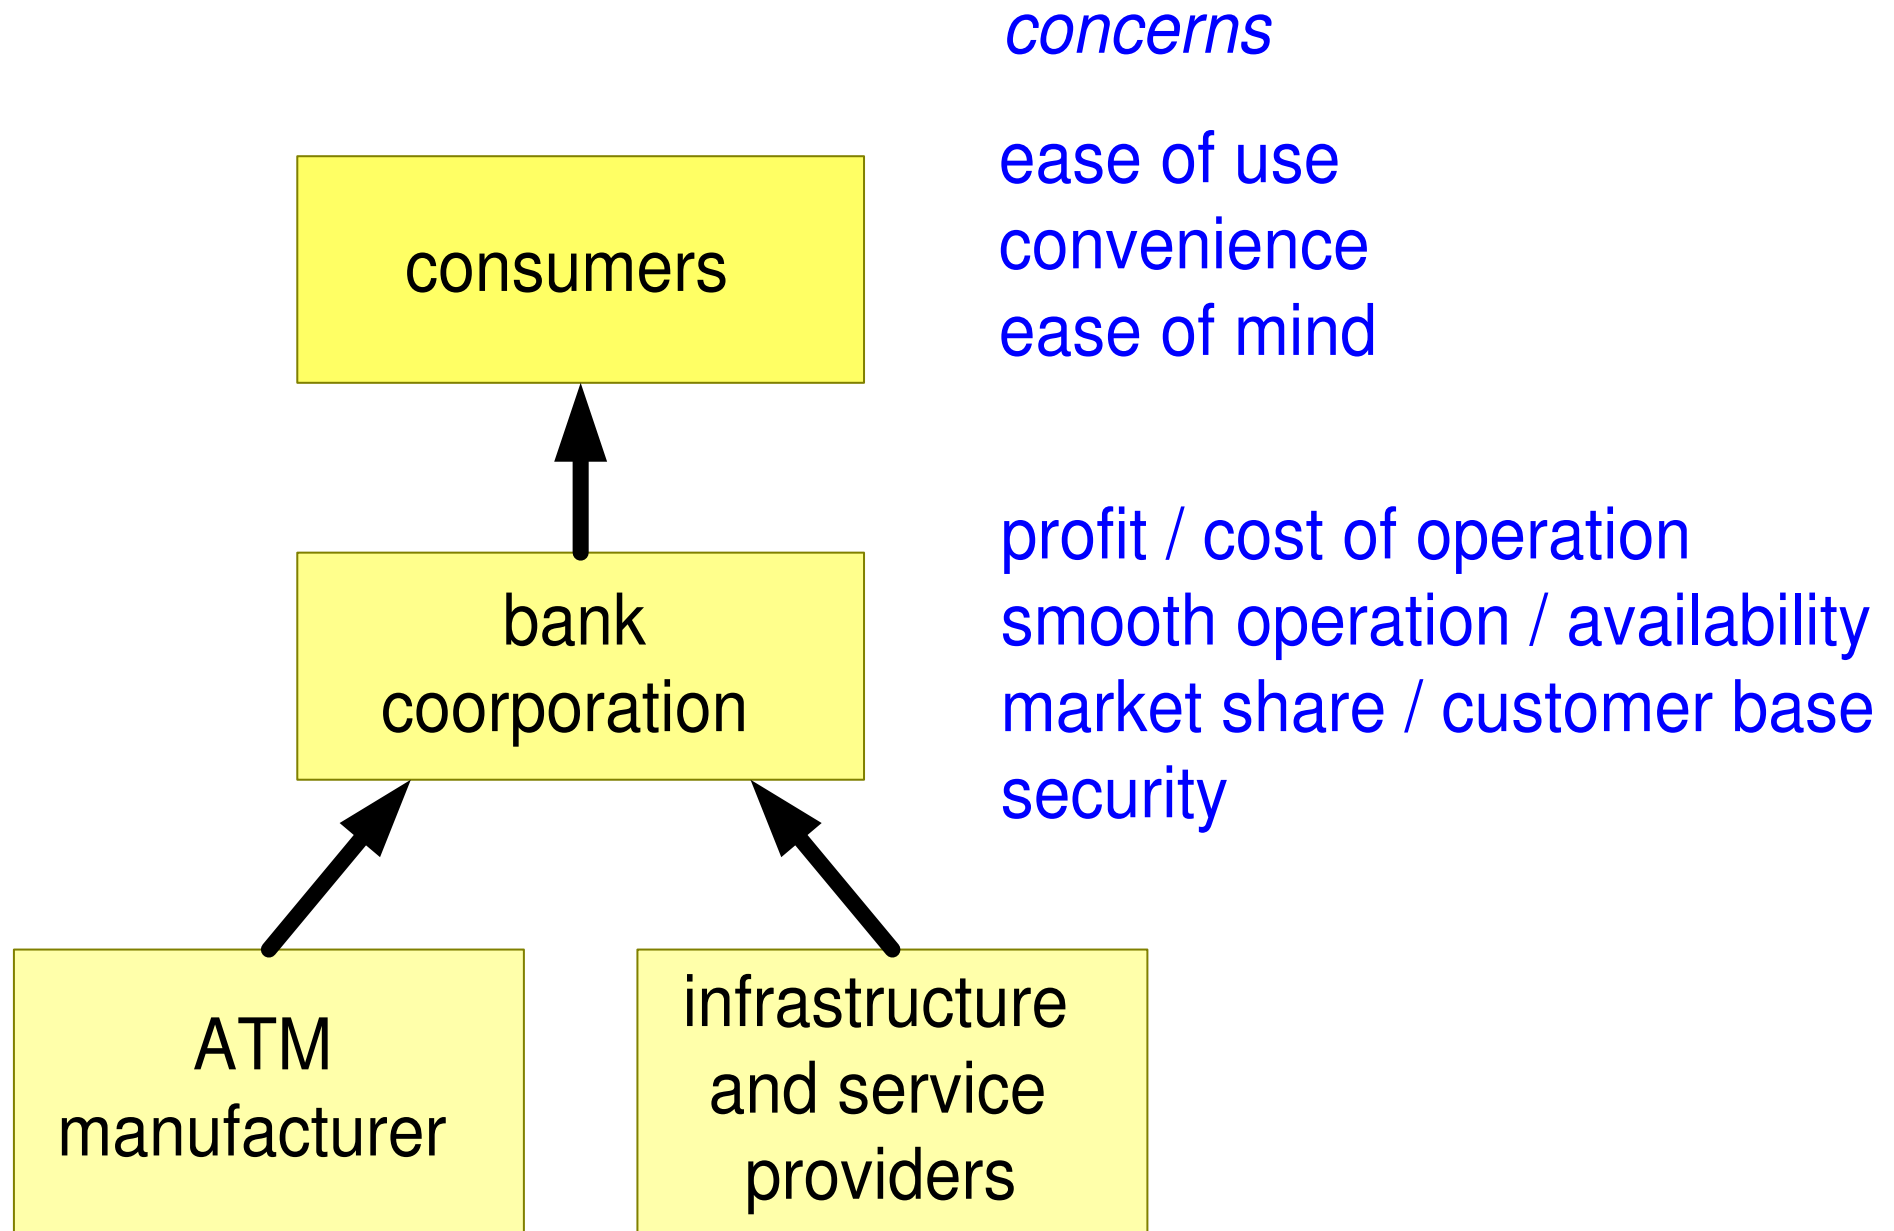 concerns
ease of use
convenience
ease of mind
consumers
profit / cost of operation
smooth operation / availability
market share / customer base
security
bank
coorporation
ATM
manufacturer
infrastructure
and service
providers